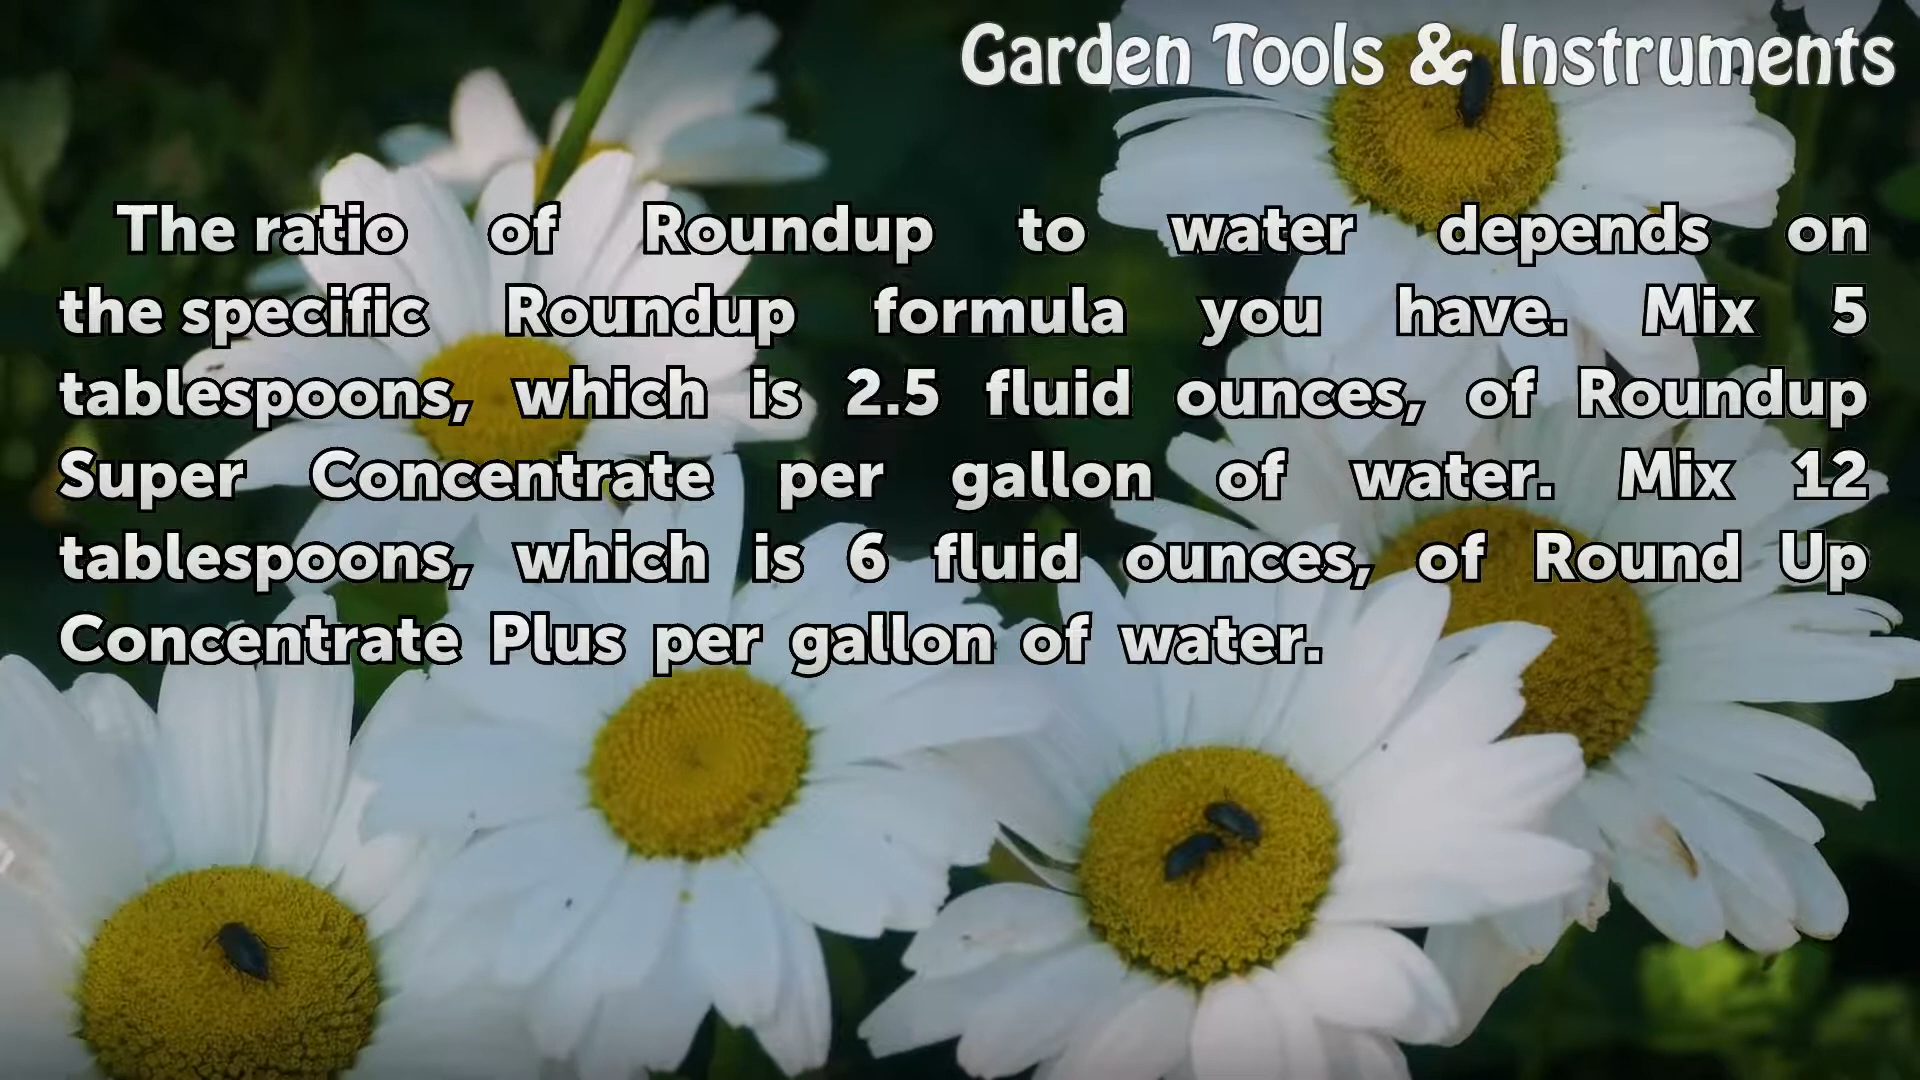 Garden Tools & Instruments
The ratio of Roundup to water depends on
the specific Roundup formula you have. Mix 5
tablespoons, which is 2.5 fluid ounces, of Roundup
Super Concentrate per gallon of water. Mix 12
tablespoons, which is 6 fluid ounces, of Round Up
Concentrate Plus per gallon of water.